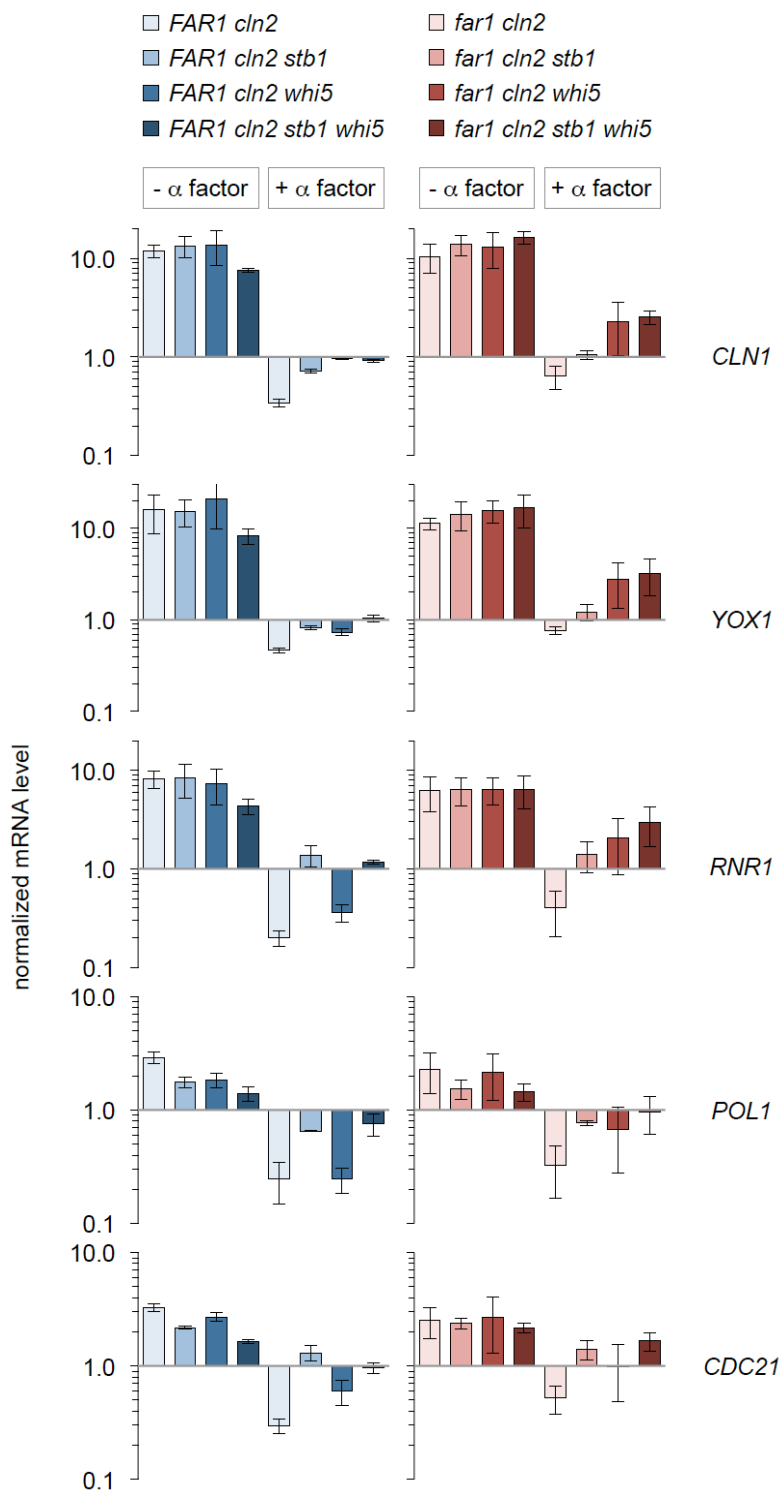 FAR1 cln2 far1 cln2
FAR1 cln2 stb1 far1 cln2 stb1
FAR1 cln2 whi5 far1 cln2 whi5
FAR1 cln2 stb1 whi5 far1 cln2 stb1 whi5
- α factor + α factor - α factor + α factor
10.0
1.0
0.1
CLN1
10.0
1.0
0.1
YOX1
normalized mRNA level
10.0
1.0
0.1
RNR1
10.0
1.0
0.1
POL1
10.0
1.0
0.1
CDC21